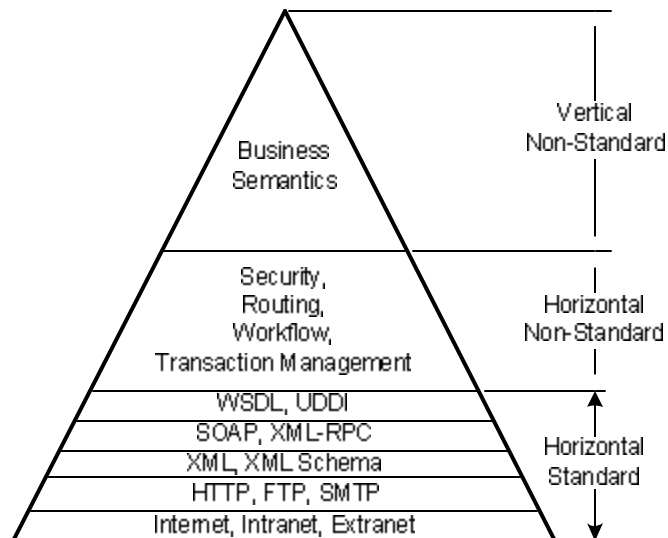 Business
Semantics
Vertical
Non-Standard
Security,
Routing,
Workflow,
Transaction Management
Horizontal
Non-Standard
WSDL, UDDI
SOAP, XML-RPC
XML, XML Schema
HTTP, FTP, SMTP
Internet, Intranet, Extranet
Horizontal
Standard